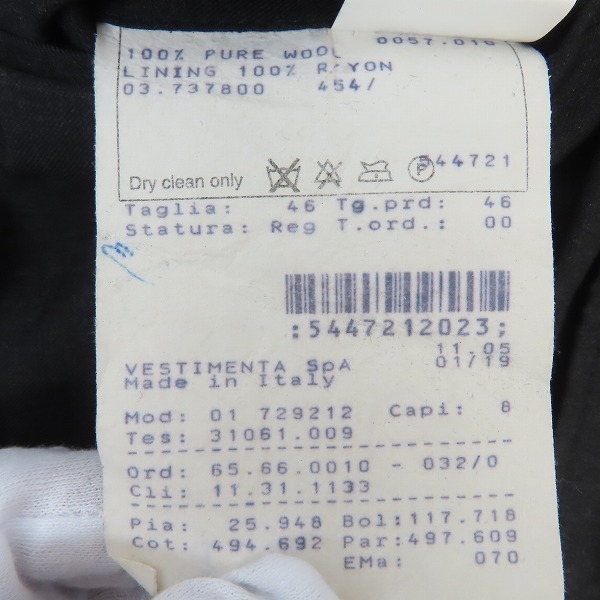 0057.016
100% PURE WOOL
LINING 100% RAYON
03.737800 454/
544721
Dry clean only P
Taglia: 46 Tg.prd: 46
Statura: Reg T.ord.: 00
:5447212023;
11.05
VESTIMENTA SpA 01/19
Made in Italy
Mod: 01 729212 Capi: 8
Tes: 31061.009
Ord: 65.66.0010 - 032/0
Cli: 11.31.1133
Pia: 25.948 Bol:117.718
Cot: 494.692 Par:497.609
EMa: 070